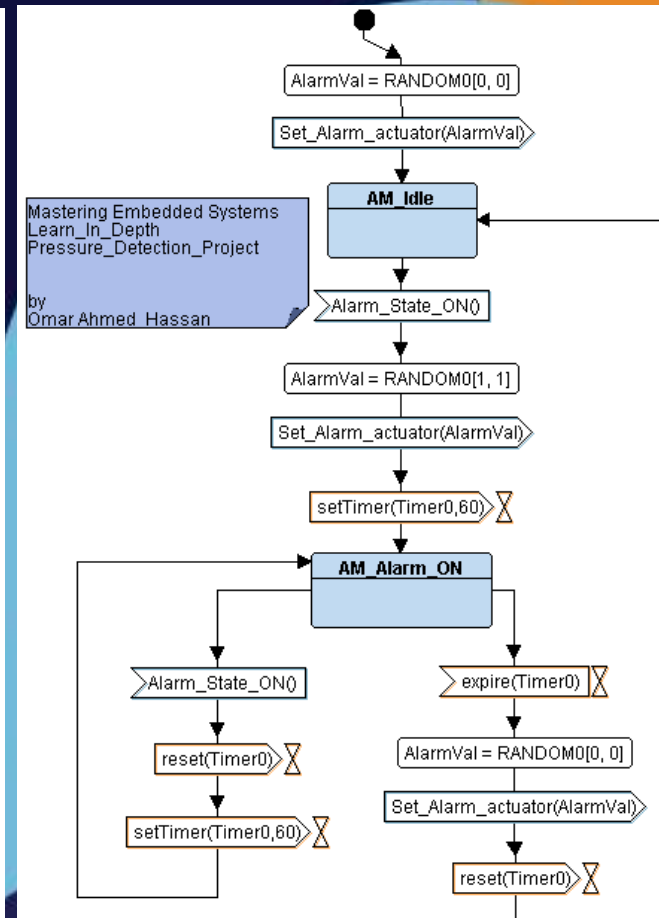 AlarmVal = RANDOM0[0, 0]
Set_Alarm_actuator(AlarmVal)
AM_Idle
Mastering Embedded Systems
Learn_In_Depth
Pressure_Detection_Project
by
Omar Ahmed_Hassan
Alarm_State_ON()
AlarmVal = RANDOM0[1, 1]
Set_Alarm_actuator(AlarmVal)
setTimer(Timer0,60)
AM_Alarm_ON
Alarm_State_ON()
reset(Timer0)
setTimer(Timer0,60)
expire(Timer0)
AlarmVal = RANDOM0[0, 0]
Set_Alarm_actuator(AlarmVal)
reset(Timer0)